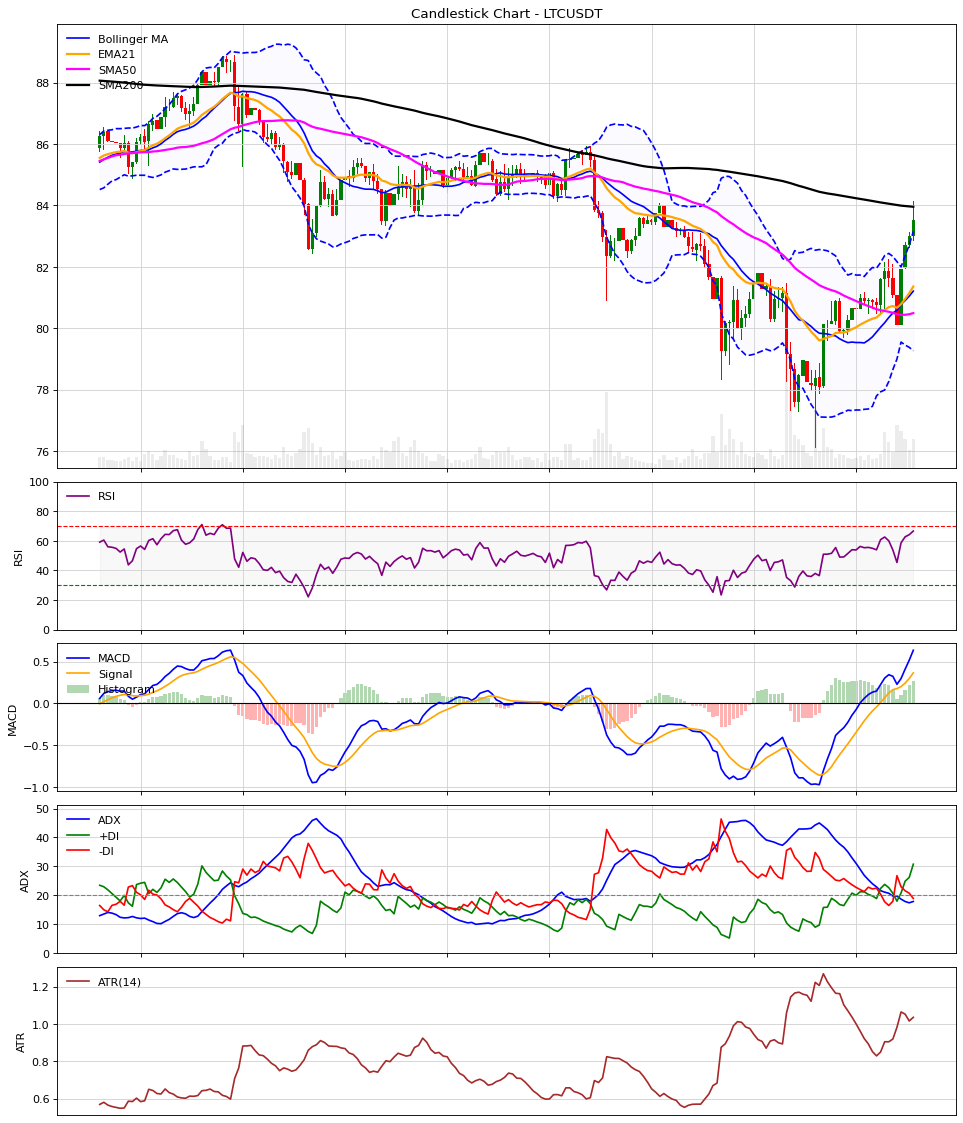 Candlestick Chart - LTCUSDT
Bollinger MA
EMA21
SMA50
SMA200
88
86
84
82
80
78
76
RSI
RSI
100
80
60
40
20
0
MACD
Signal
Histogram
MACD
0.5
0.0
−0.5
−1.0
ADX
+DI
-DI
ADX
50
40
30
20
10
0
ATR(14)
ATR
1.2
1.0
0.8
0.6